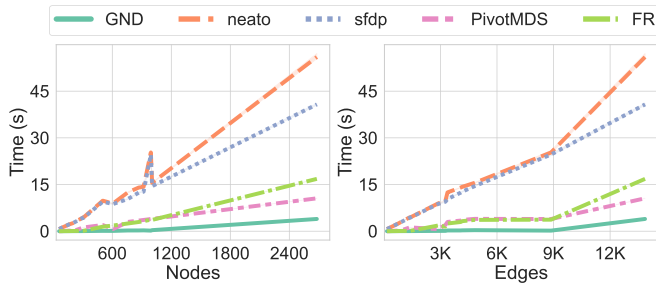 GND neato sfdp PivotMDS FR
Time (s)
45
30
15
0
600 1200 1800 2400
Nodes
Time (s)
45
30
15
0
3K 6K 9K 12K
Edges